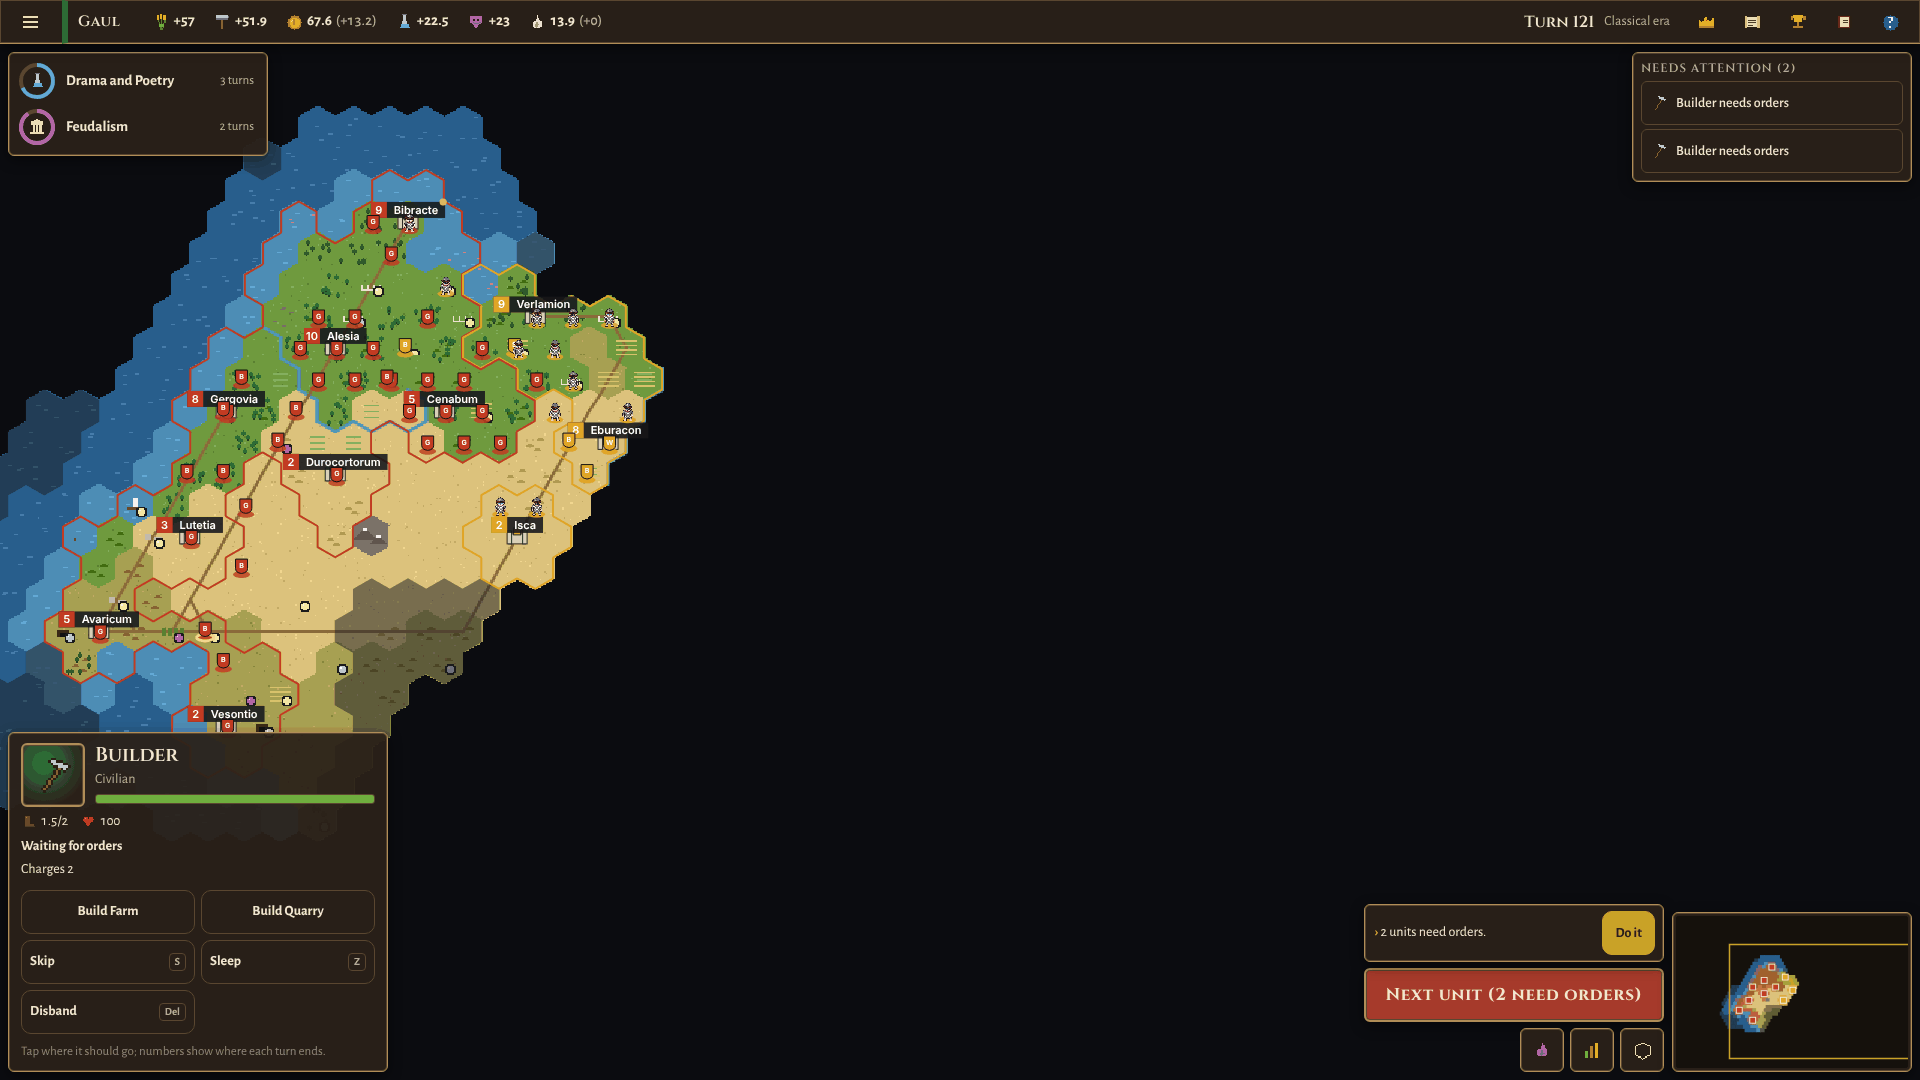 GAUL
+57
+51.9
67.6 (+13.2)
+22.5
+23
13.9 (+0)
TURN 121
Classical era
Drama and Poetry
3 turns
Feudalism
2 turns
NEEDS ATTENTION (2)
Builder needs orders
Builder needs orders
9 Bibracte
9 Verlamion
10 Alesia
8 Gergovia
5 Cenabum
8 Eburacon
2 Durocortorum
3 Lutetia
2 Isca
5 Avaricum
2 Vesontio
BUILDER
Civilian
1.5/2
100
Waiting for orders
Charges 2
Build Farm
Build Quarry
Skip S
Sleep Z
Disband Del
Tap where it should go; numbers show where each turn ends.
› 2 units need orders.
Do it
NEXT UNIT (2 NEED ORDERS)